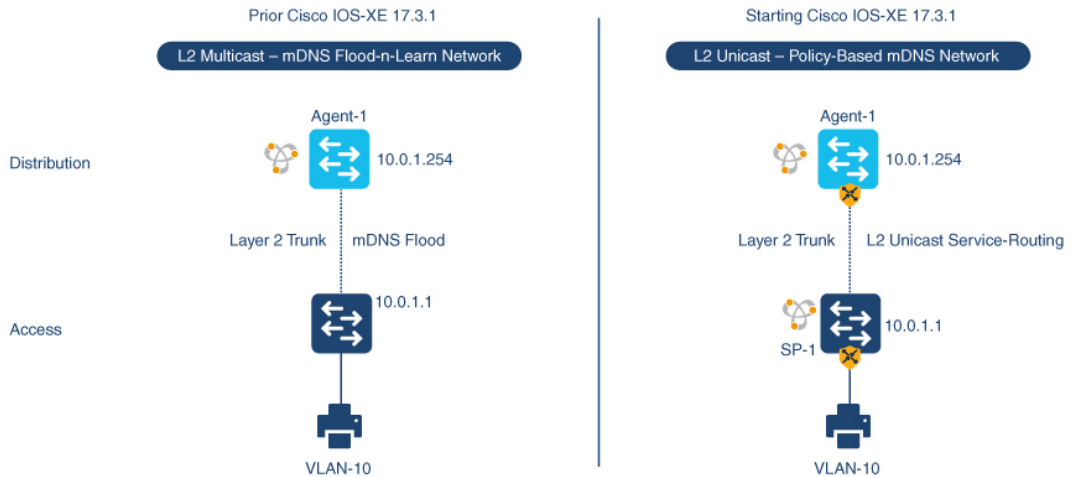 Prior Cisco IOS-XE 17.3.1
L2 Multicast – mDNS Flood-n-Learn Network
Agent-1
Distribution
10.0.1.254
Layer 2 Trunk
mDNS Flood
10.0.1.1
Access
VLAN-10
Starting Cisco IOS-XE 17.3.1
L2 Unicast – Policy-Based mDNS Network
Agent-1
10.0.1.254
Layer 2 Trunk
L2 Unicast Service-Routing
10.0.1.1
SP-1
VLAN-10